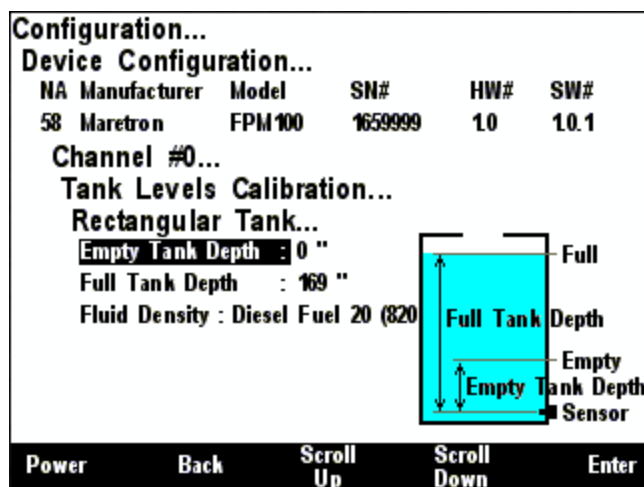 Configuration...
Device Configuration...
NA Manufacturer Model SN# HW# SW#
58 Maretron FPM100 1659999 1.0 1.0.1
Channel #0...
Tank Levels Calibration...
Rectangular Tank...
Empty Tank Depth : 0 "
Full Tank Depth : 169 "
Fluid Density : Diesel Fuel 20 (820
Full
Full Tank Depth
Empty
Empty Tank Depth
Sensor
Power Back Scroll Up Scroll Down Enter